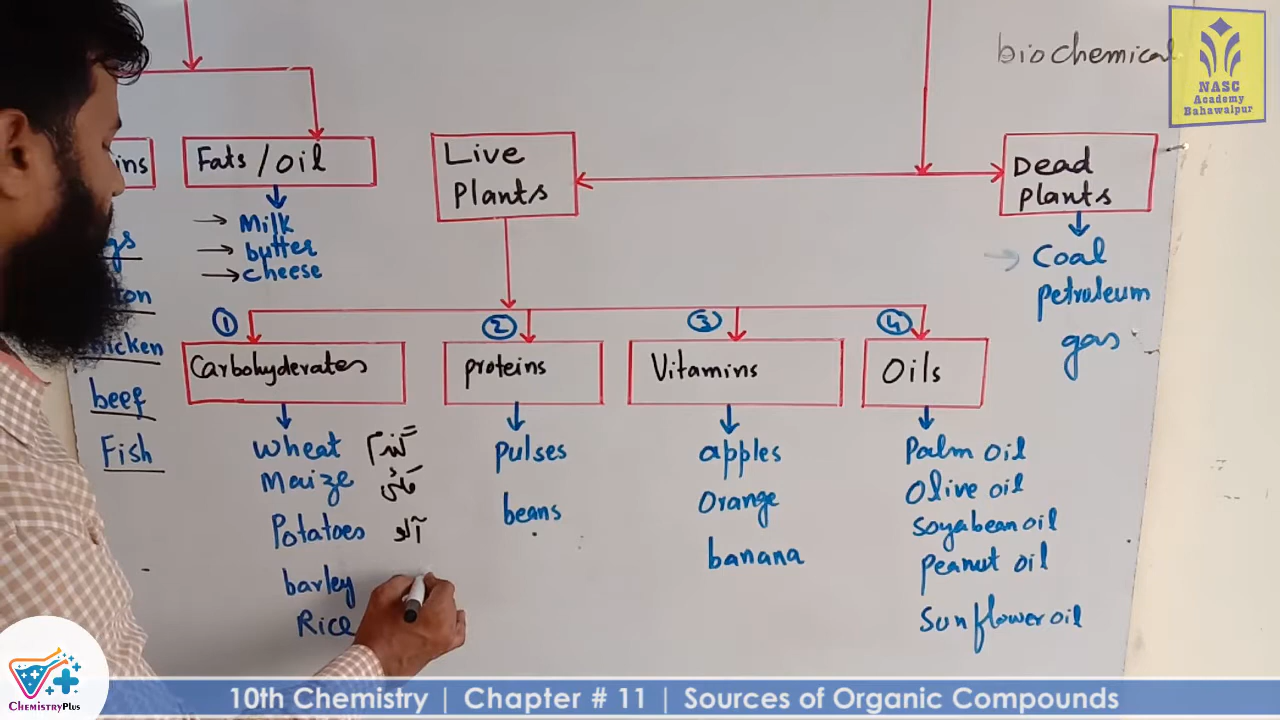 biochemical
NASC
Academy
Bahawalpur
ins
Fats / oil
Live
Plants
Dead
plants
Milk
butter
cheese
Coal
petroleum
gas
beef
Fish
1
2
3
4
Carbohyderates
proteins
Vitamins
Oils
Wheat گندم
Maize مکئی
Potatoes آلو
barley
Rice
pulses
beans
apples
Orange
banana
Palm oil
Olive oil
Soyabean oil
Peanut oil
Sunflower oil
ChemistryPlus
10th Chemistry | Chapter # 11 | Sources of Organic Compounds